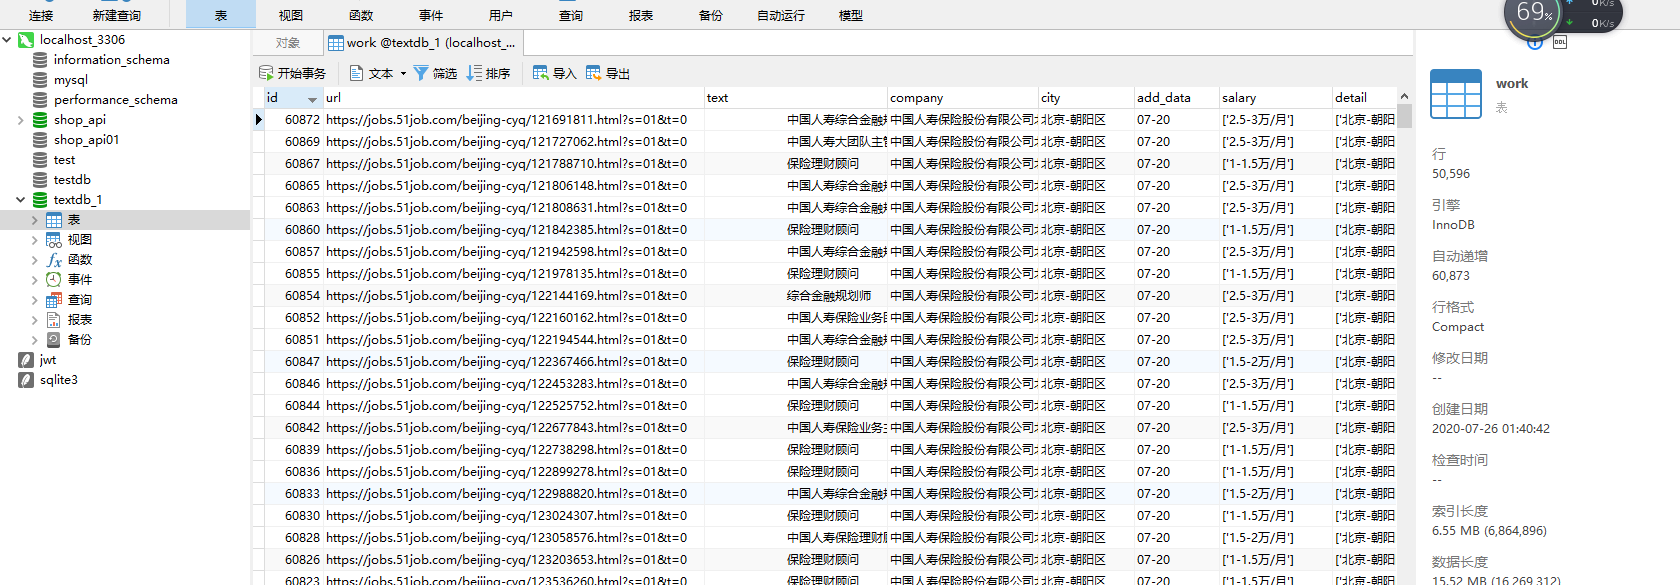 连接 新建查询 表 视图 函数 事件 用户 查询 报表 备份 自动运行 模型
69% 0K/s
0K/s
localhost_3306
information_schema
mysql
performance_schema
shop_api
shop_api01
test
testdb
textdb_1
表
视图
fx 函数
事件
查询
报表
备份
jwt
sqlite3
对象 work @textdb_1 (localhost_...
开始事务 文本 筛选 排序 导入 导出
id url text company city add_data salary detail
60872 https://jobs.51job.com/beijing-cyq/121691811.html?s=01&t=0 中国人寿综合金融规 中国人寿保险股份有限公司 北京-朝阳区 07-20 ['2.5-3万/月'] ['北京-朝阳
60869 https://jobs.51job.com/beijing-cyq/121727062.html?s=01&t=0 中国人寿大团队主管 中国人寿保险股份有限公司 北京-朝阳区 07-20 ['2.5-3万/月'] ['北京-朝阳
60867 https://jobs.51job.com/beijing-cyq/121788710.html?s=01&t=0 保险理财顾问 中国人寿保险股份有限公司 北京-朝阳区 07-20 ['1-1.5万/月'] ['北京-朝阳
60865 https://jobs.51job.com/beijing-cyq/121806148.html?s=01&t=0 中国人寿综合金融规 中国人寿保险股份有限公司 北京-朝阳区 07-20 ['2.5-3万/月'] ['北京-朝阳
60863 https://jobs.51job.com/beijing-cyq/121808631.html?s=01&t=0 中国人寿综合金融规 中国人寿保险股份有限公司 北京-朝阳区 07-20 ['2.5-3万/月'] ['北京-朝阳
60860 https://jobs.51job.com/beijing-cyq/121842385.html?s=01&t=0 保险理财顾问 中国人寿保险股份有限公司 北京-朝阳区 07-20 ['1-1.5万/月'] ['北京-朝阳
60857 https://jobs.51job.com/beijing-cyq/121942598.html?s=01&t=0 中国人寿综合金融规 中国人寿保险股份有限公司 北京-朝阳区 07-20 ['2.5-3万/月'] ['北京-朝阳
60855 https://jobs.51job.com/beijing-cyq/121978135.html?s=01&t=0 保险理财顾问 中国人寿保险股份有限公司 北京-朝阳区 07-20 ['1-1.5万/月'] ['北京-朝阳
60854 https://jobs.51job.com/beijing-cyq/122144169.html?s=01&t=0 综合金融规划师 中国人寿保险股份有限公司 北京-朝阳区 07-20 ['2.5-3万/月'] ['北京-朝阳
60852 https://jobs.51job.com/beijing-cyq/122160162.html?s=01&t=0 中国人寿保险业务 中国人寿保险股份有限公司 北京-朝阳区 07-20 ['2.5-3万/月'] ['北京-朝阳
60851 https://jobs.51job.com/beijing-cyq/122194544.html?s=01&t=0 中国人寿综合金融规 中国人寿保险股份有限公司 北京-朝阳区 07-20 ['2.5-3万/月'] ['北京-朝阳
60847 https://jobs.51job.com/beijing-cyq/122367466.html?s=01&t=0 保险理财顾问 中国人寿保险股份有限公司 北京-朝阳区 07-20 ['1.5-2万/月'] ['北京-朝阳
60846 https://jobs.51job.com/beijing-cyq/122453283.html?s=01&t=0 中国人寿综合金融规 中国人寿保险股份有限公司 北京-朝阳区 07-20 ['2.5-3万/月'] ['北京-朝阳
60844 https://jobs.51job.com/beijing-cyq/122525752.html?s=01&t=0 保险理财顾问 中国人寿保险股份有限公司 北京-朝阳区 07-20 ['1-1.5万/月'] ['北京-朝阳
60842 https://jobs.51job.com/beijing-cyq/122677843.html?s=01&t=0 中国人寿保险业务主 中国人寿保险股份有限公司 北京-朝阳区 07-20 ['2.5-3万/月'] ['北京-朝阳
60839 https://jobs.51job.com/beijing-cyq/122738298.html?s=01&t=0 保险理财顾问 中国人寿保险股份有限公司 北京-朝阳区 07-20 ['1-1.5万/月'] ['北京-朝阳
60836 https://jobs.51job.com/beijing-cyq/122899278.html?s=01&t=0 保险理财顾问 中国人寿保险股份有限公司 北京-朝阳区 07-20 ['1-1.5万/月'] ['北京-朝阳
60833 https://jobs.51job.com/beijing-cyq/122988820.html?s=01&t=0 中国人寿综合金融规 中国人寿保险股份有限公司 北京-朝阳区 07-20 ['1.5-2万/月'] ['北京-朝阳
60830 https://jobs.51job.com/beijing-cyq/123024307.html?s=01&t=0 保险理财顾问 中国人寿保险股份有限公司 北京-朝阳区 07-20 ['1-1.5万/月'] ['北京-朝阳
60828 https://jobs.51job.com/beijing-cyq/123058576.html?s=01&t=0 中国人寿保险理财顾 中国人寿保险股份有限公司 北京-朝阳区 07-20 ['1.5-2万/月'] ['北京-朝阳
60826 https://jobs.51job.com/beijing-cyq/123203653.html?s=01&t=0 保险理财顾问 中国人寿保险股份有限公司 北京-朝阳区 07-20 ['1-1.5万/月'] ['北京-朝阳
60823 https://jobs.51job.com/beijing-cyq/123536260.html?s=01&t=0 保险理财顾问 中国人寿保险股份有限公司 北京-朝阳区 07-20 ['1-1.5万/月'] ['北京-朝阳
DDL
work
表
行
50,596
引擎
InnoDB
自动递增
60,873
行格式
Compact
修改日期
--
创建日期
2020-07-26 01:40:42
检查时间
--
索引长度
6.55 MB (6,864,896)
数据长度
15.52 MB (16,269,312)